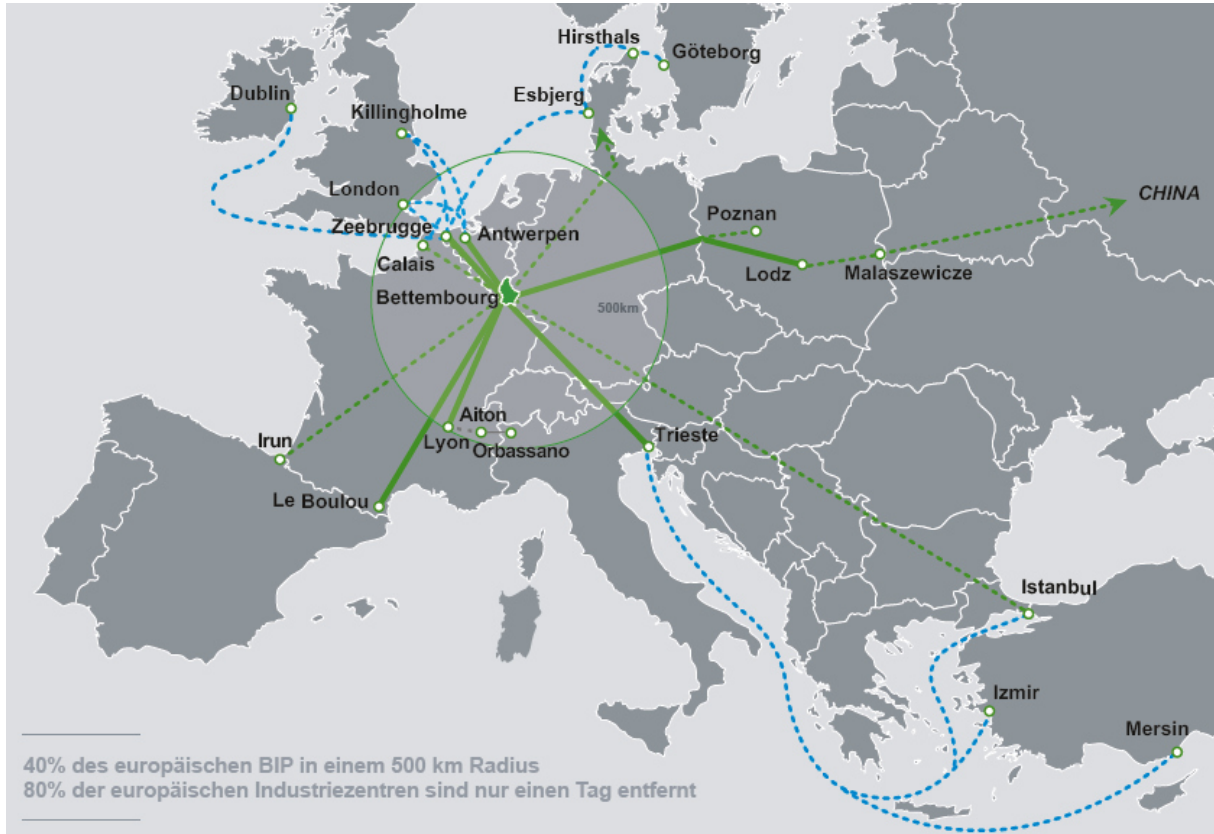 Hirsthals
Göteborg
Dublin
Esbjerg
Killingholme
London
CHINA
Poznan
Zeebrugge
Antwerpen
Calais
Lodz
Malaszewicze
Bettembourg
500km
Aiton
Irun
Lyon
Orbassano
Trieste
Le Boulou
Istanbul
Izmir
Mersin
40% des europäischen BIP in einem 500 km Radius
80% der europäischen Industriezentren sind nur einen Tag entfernt